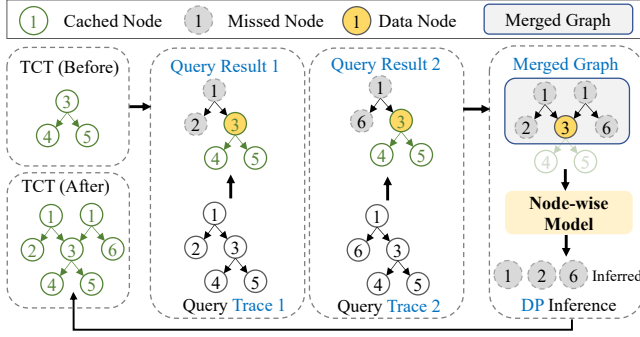 1 Cached Node 1 Missed Node 1 Data Node Merged Graph
TCT (Before)
3
4 5
TCT (After)
1 1
2 3 6
4 5
Query Result 1
1
2 3
4 5
1
2 3
4 5
Query Trace 1
Query Result 2
1
6 3
4 5
1
6 3
4 5
Query Trace 2
Merged Graph
1 1
2 3 6
4 5
Node-wise
Model
1 2 6 Inferred
DP Inference